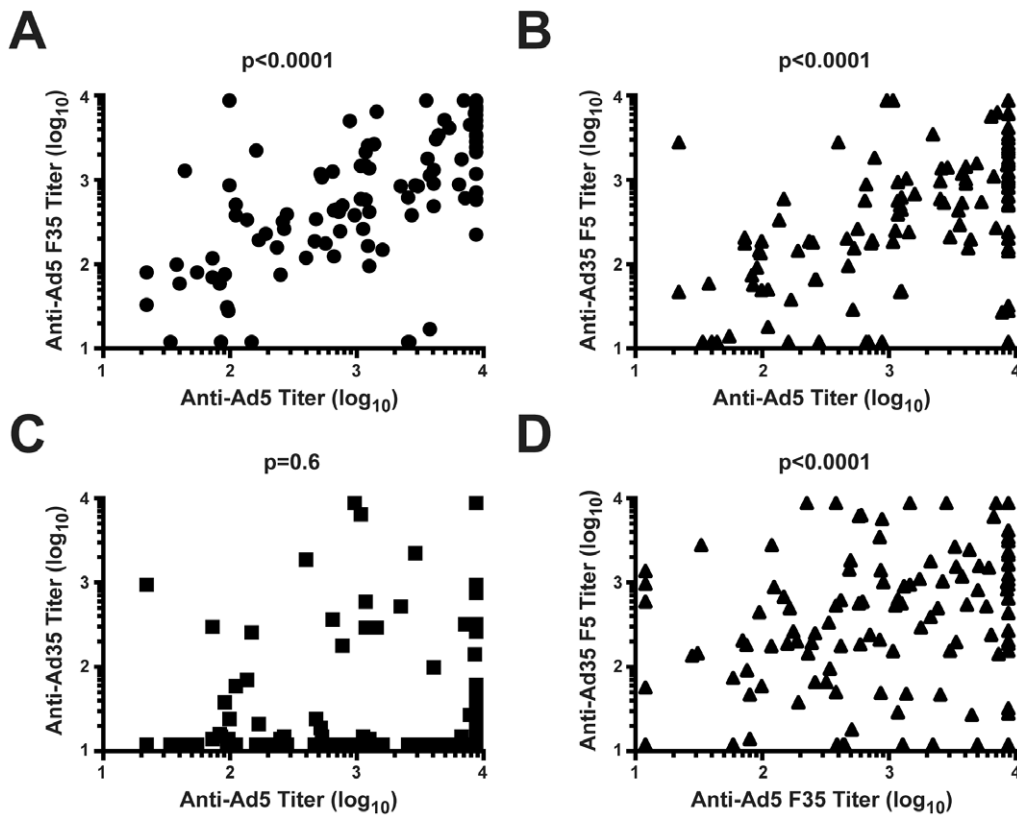 A
p<0.0001
Anti-Ad5 F35 Titer (log10)
4
3
2
1
1 2 3 4
Anti-Ad5 Titer (log10)
B
p<0.0001
Anti-Ad35 F5 Titer (log10)
4
3
2
1
1 2 3 4
Anti-Ad5 Titer (log10)
C
p=0.6
Anti-Ad35 Titer (log10)
4
3
2
1
1 2 3 4
Anti-Ad5 Titer (log10)
D
p<0.0001
Anti-Ad35 F5 Titer (log10)
4
3
2
1
1 2 3 4
Anti-Ad5 F35 Titer (log10)